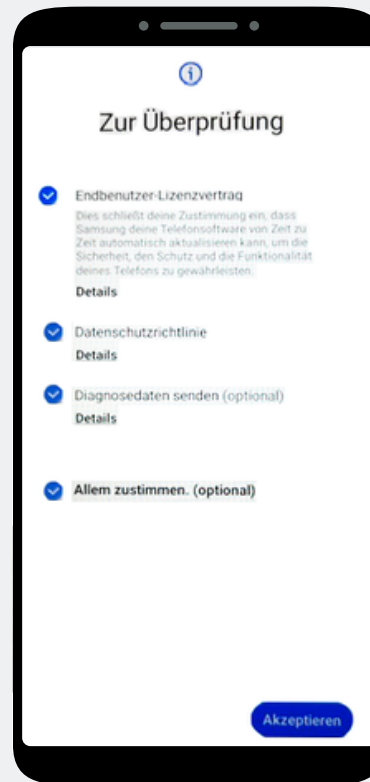 Zur Überprüfung
Endbenutzer-Lizenzvertrag
Dies schließt deine Zustimmung ein, dass
Samsung deine Telefonsoftware von Zeit zu
Zeit automatisch aktualisieren kann, um die
Sicherheit, den Schutz und die Funktionalität
deines Telefons zu gewährleisten.
Details
Datenschutzrichtlinie
Details
Diagnosedaten senden (optional)
Details
Allem zustimmen. (optional)
Akzeptieren